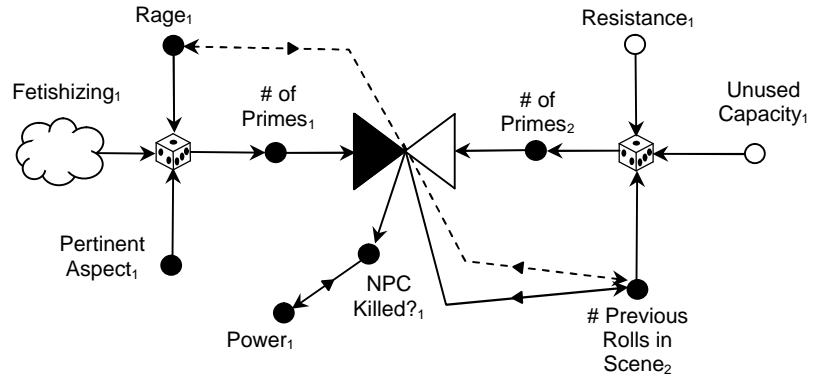 Rage₁
Resistance₁
Fetishizing₁
# of
Primes₁
# of
Primes₂
Unused
Capacity₁
Pertinent
Aspect₁
NPC
Killed?₁
Power₁
# Previous
Rolls in
Scene₂